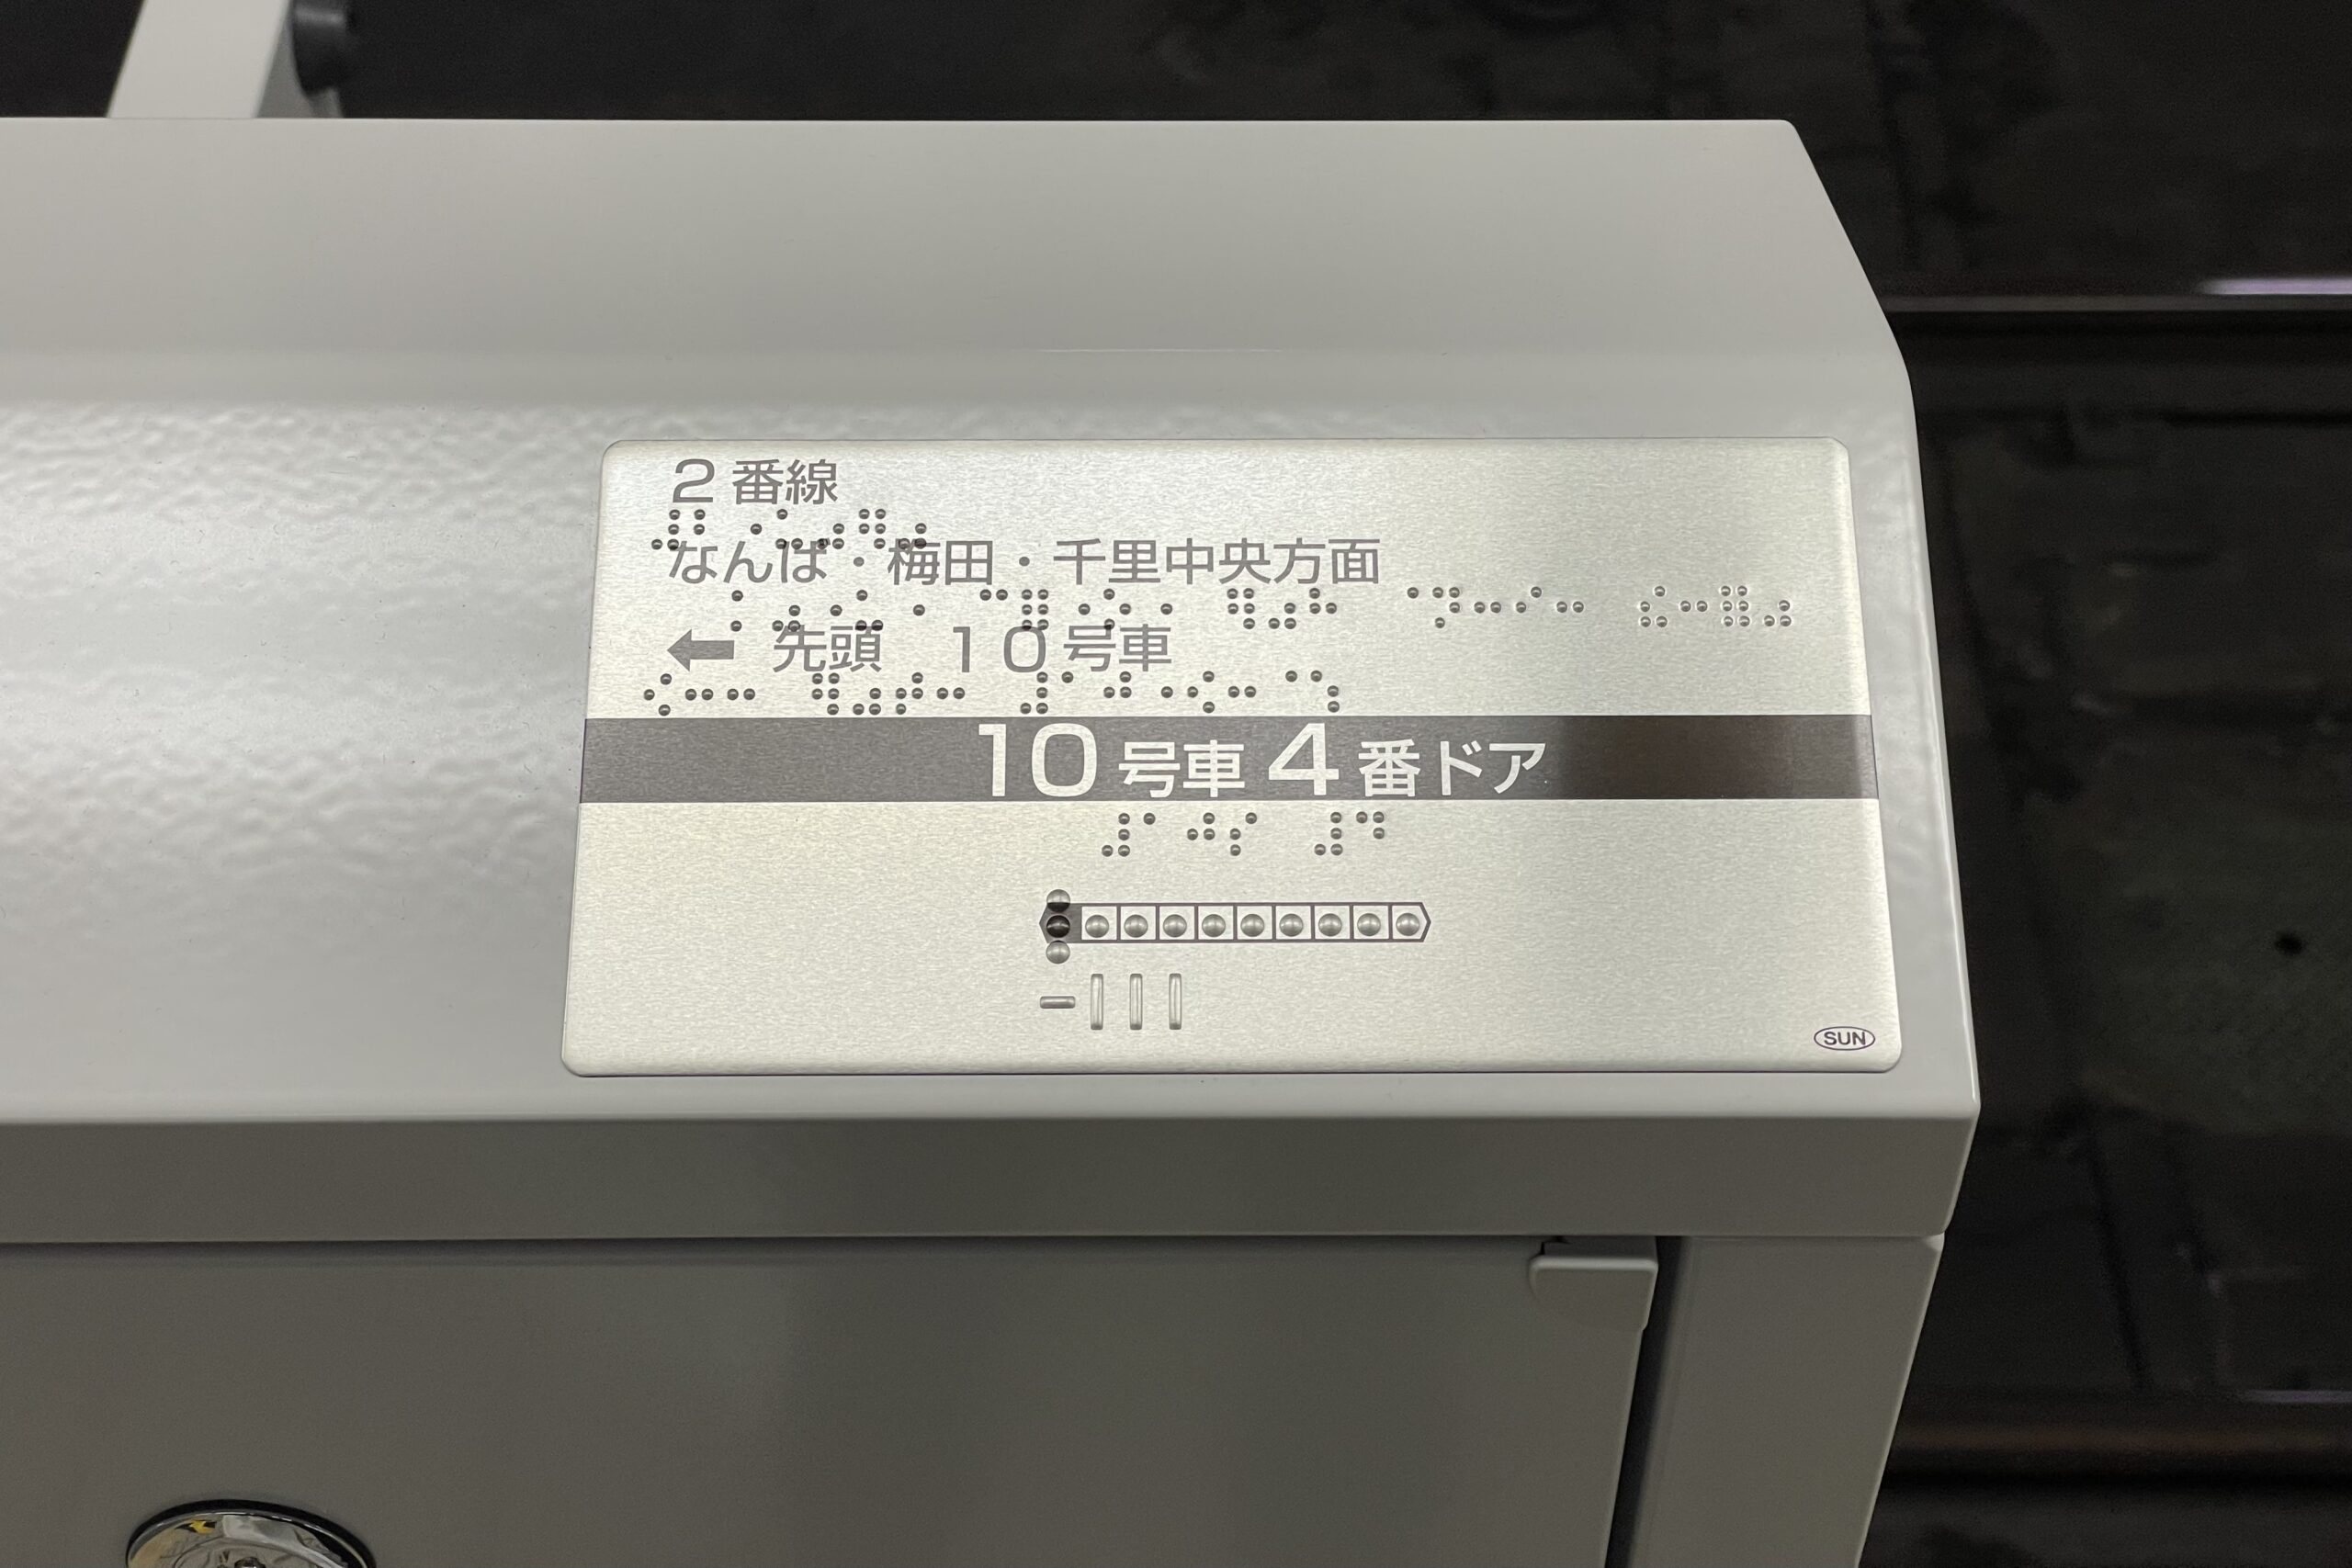 2番線
なんば・梅田・千里中央方面
← 先頭 10号車
10号車4番ドア
SUN